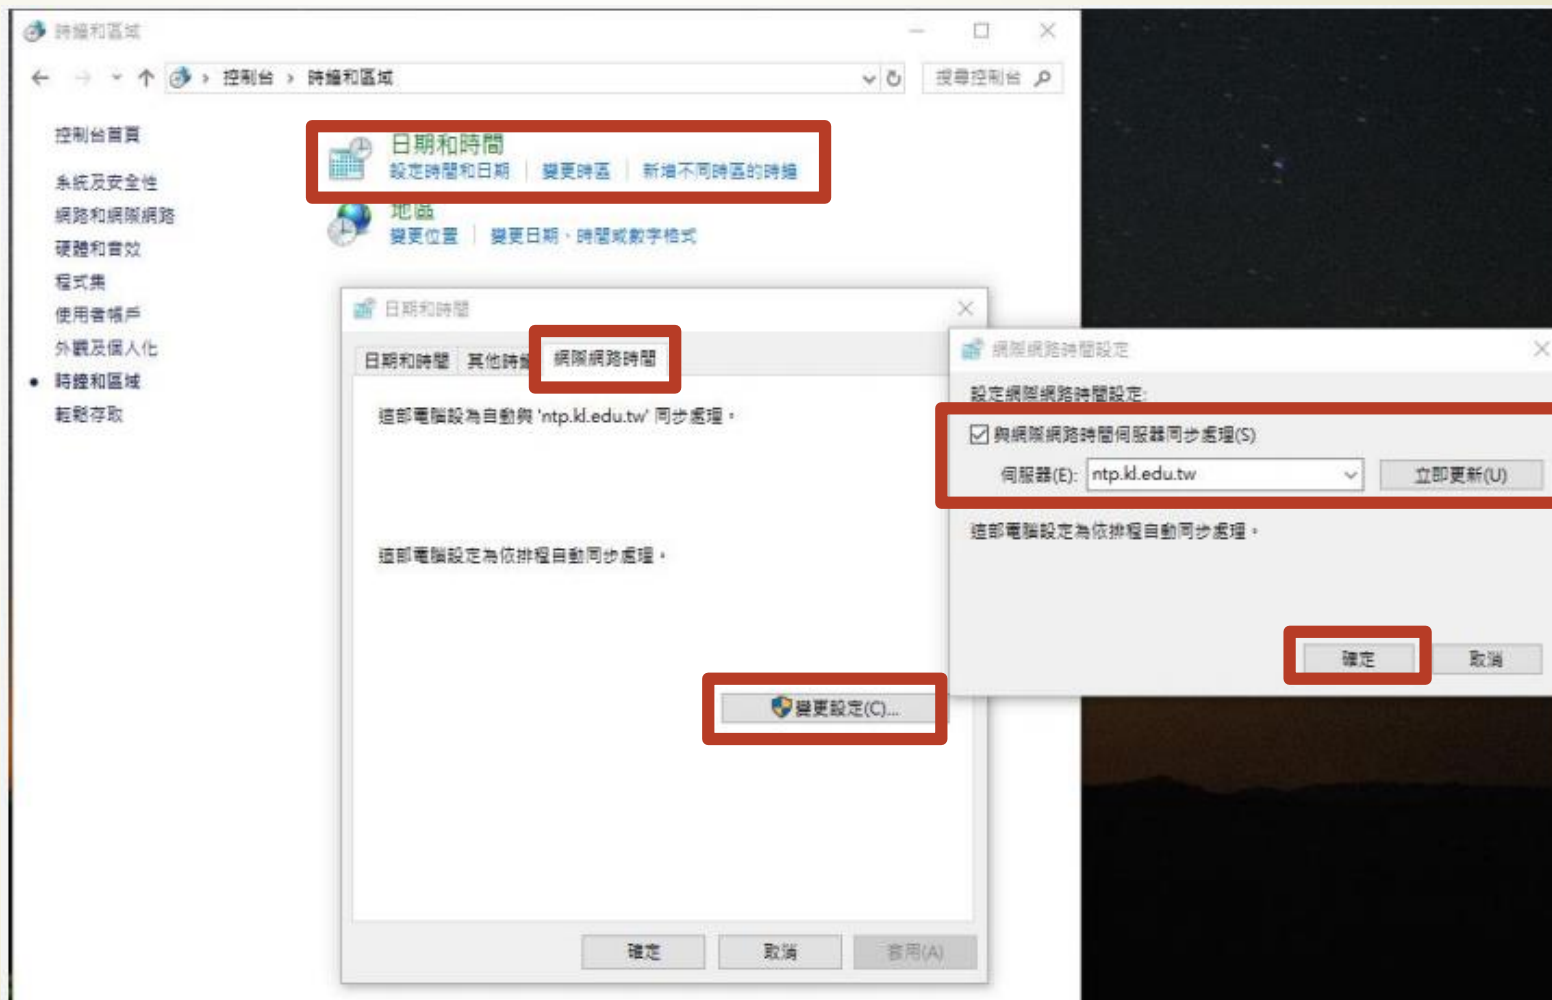 時鐘和區域
控制台 › 時鐘和區域
搜尋控制台
控制台首頁
系統及安全性
網路和網際網路
硬體和音效
程式集
使用者帳戶
外觀及個人化
時鐘和區域
輕鬆存取
日期和時間
設定時間和日期 | 變更時區 | 新增不同時區的時鐘
地區
變更位置 | 變更日期、時間或數字格式
日期和時間
日期和時間 其他時鐘 網際網路時間
這部電腦設為自動與 'ntp.kl.edu.tw' 同步處理。
這部電腦設定為依排程自動同步處理。
變更設定(C)...
確定 取消 套用(A)
網際網路時間設定
設定網際網路時間設定:
與網際網路時間伺服器同步處理(S)
伺服器(E): ntp.kl.edu.tw 立即更新(U)
這部電腦設定為依排程自動同步處理。
確定 取消